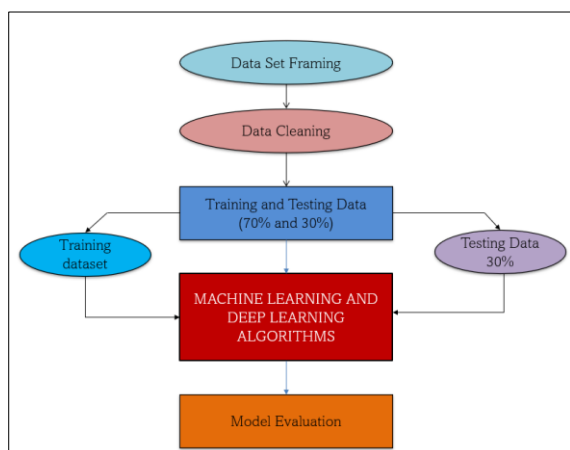 Data Set Framing
Data Cleaning
Training and Testing Data
(70% and 30%)
Training
dataset
Testing Data
30%
MACHINE LEARNING AND
DEEP LEARNING
ALGORITHMS
Model Evaluation